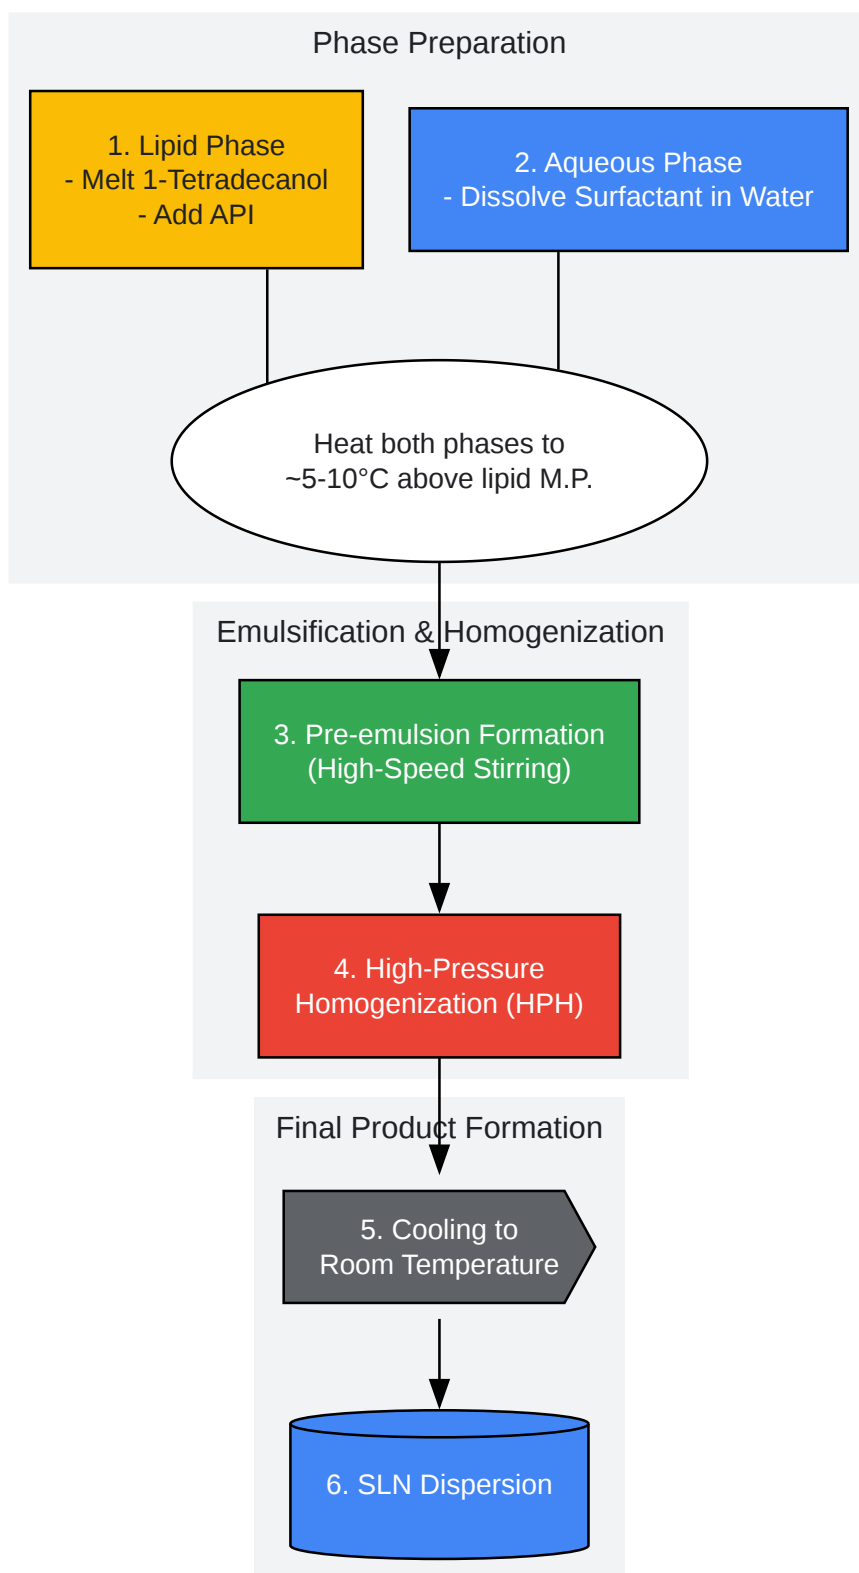 Phase Preparation
1. Lipid Phase
- Melt 1-Tetradecanol
- Add API
2. Aqueous Phase
- Dissolve Surfactant in Water
Heat both phases to
~5-10°C above lipid M.P.
Emulsification & Homogenization
3. Pre-emulsion Formation
(High-Speed Stirring)
4. High-Pressure
Homogenization (HPH)
Final Product Formation
5. Cooling to
Room Temperature
6. SLN Dispersion